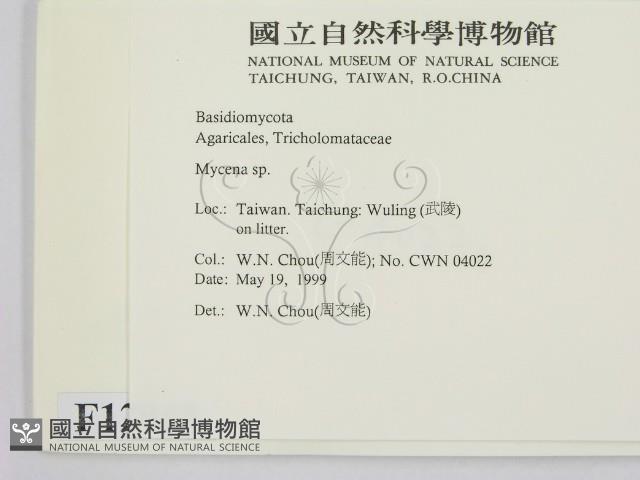 國立自然科學博物館
NATIONAL MUSEUM OF NATURAL SCIENCE
TAICHUNG, TAIWAN, R.O.CHINA
Basidiomycota
Agaricales, Tricholomataceae
Mycena sp.
Loc.: Taiwan. Taichung: Wuling (武陵)
on litter.
Col.: W.N. Chou(周文能); No. CWN 04022
Date: May 19, 1999
Det.: W.N. Chou(周文能)
國立自然科學博物館
NATIONAL MUSEUM OF NATURAL SCIENCE